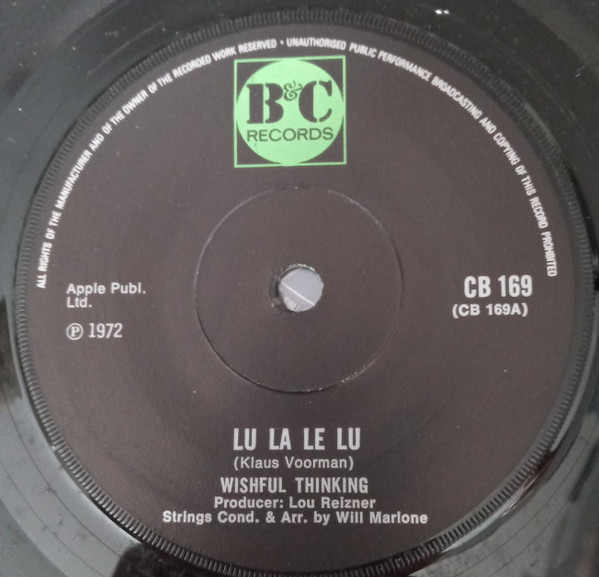 ALL RIGHTS OF THE MANUFACTURER AND OF THE OWNER OF THE RECORDED WORK RESERVED • UNAUTHORISED PUBLIC PERFORMANCE BROADCASTING AND COPYING OF THIS RECORD PROHIBITED
B&C
RECORDS
Apple Publ.
Ltd.
℗ 1972
CB 169
(CB 169A)
LU LA LE LU
(Klaus Voorman)
WISHFUL THINKING
Producer: Lou Reizner
Strings Cond. & Arr. by Will Marlone